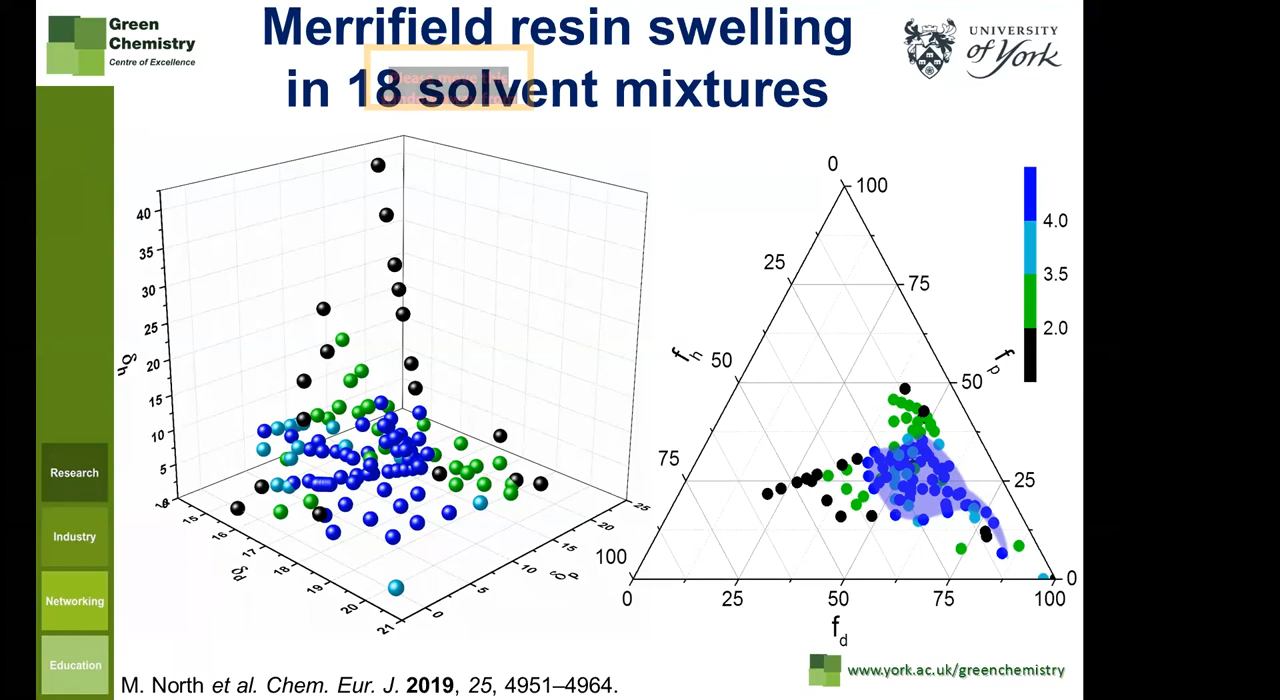 Green
Chemistry
Centre of Excellence
Merrifield resin swelling
in 18 solvent mixtures
UNIVERSITY
of York
Please move this
40
35
30
25
20
15
10
5
δh
15
16
17
18
19
20
21
δd
0
5
10
15
20
25
δp
0
100
25
75
fh
50
50
fp
75
25
100
0
0
25
50
75
100
fd
4.0
3.5
2.0
Research
Industry
Networking
Education
M. North et al. Chem. Eur. J. 2019, 25, 4951–4964.
www.york.ac.uk/greenchemistry